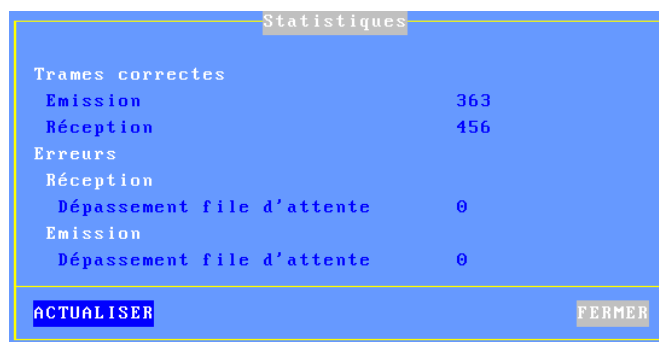 Statistiques
Trames correctes
Emission 363
Réception 456
Erreurs
Réception
Dépassement file d'attente 0
Emission
Dépassement file d'attente 0
ACTUALISER FERMER